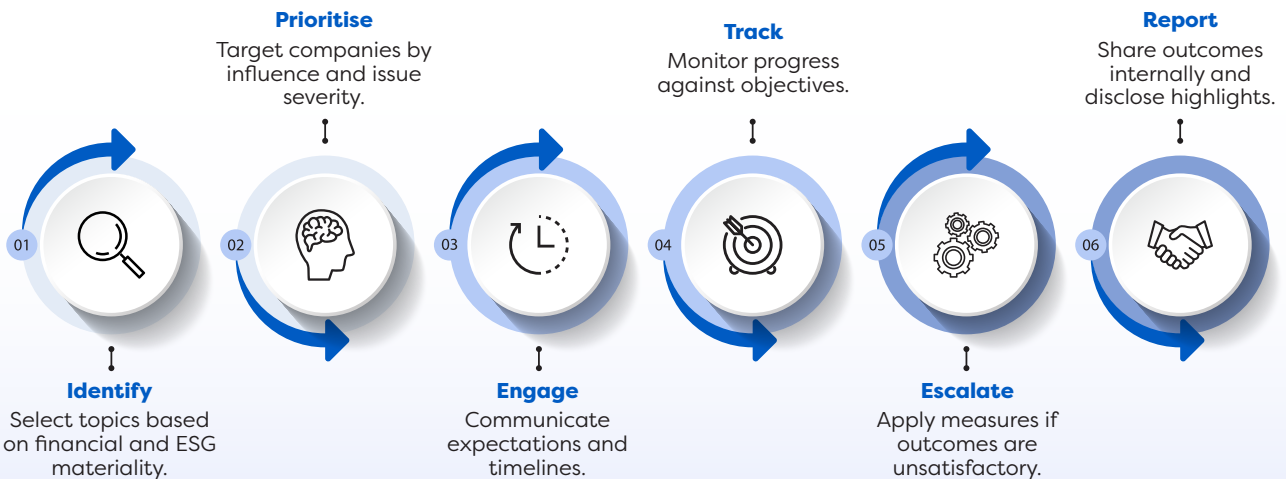 01
Identify
Select topics based
on financial and ESG
materiality.
Prioritise
Target companies by
influence and issue
severity.
02
03
Engage
Communicate
expectations and
timelines.
Track
Monitor progress
against objectives.
04
05
Escalate
Apply measures if
outcomes are
unsatisfactory.
Report
Share outcomes
internally and
disclose highlights.
06